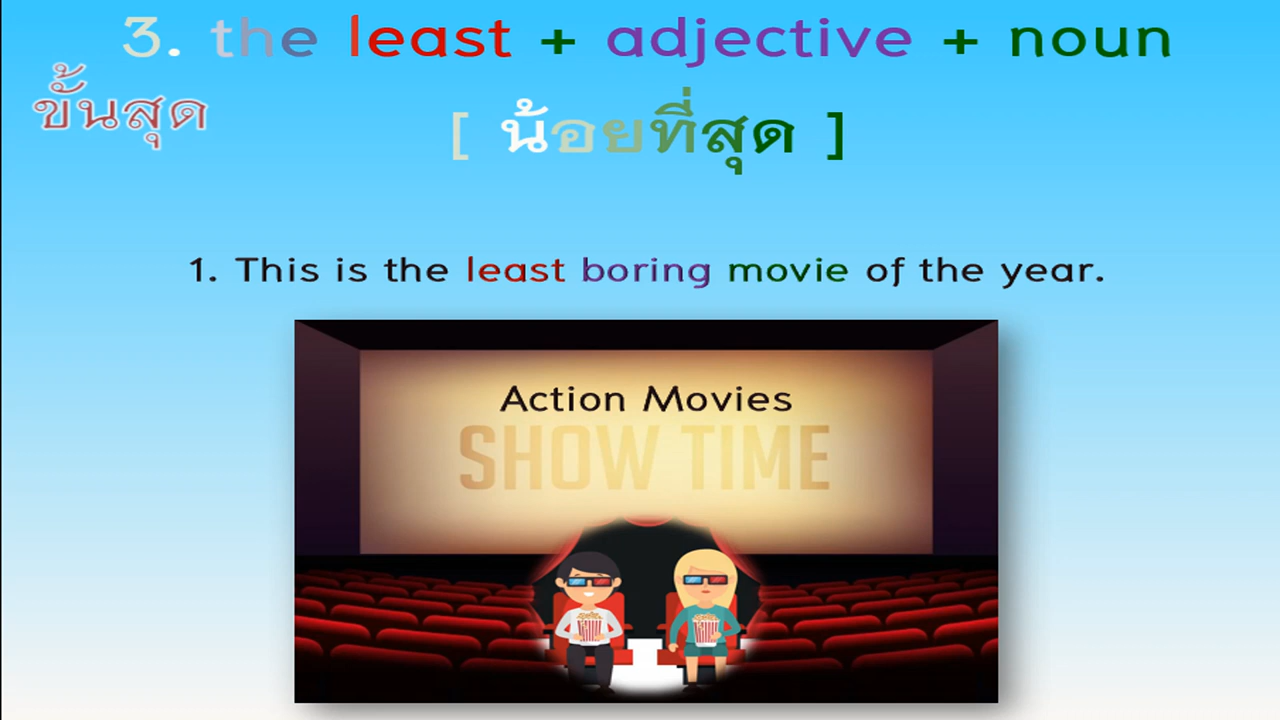 3. the least + adjective + noun
ขั้นสุด
[ น้อยที่สุด ]
1. This is the least boring movie of the year.
Action Movies
SHOW TIME